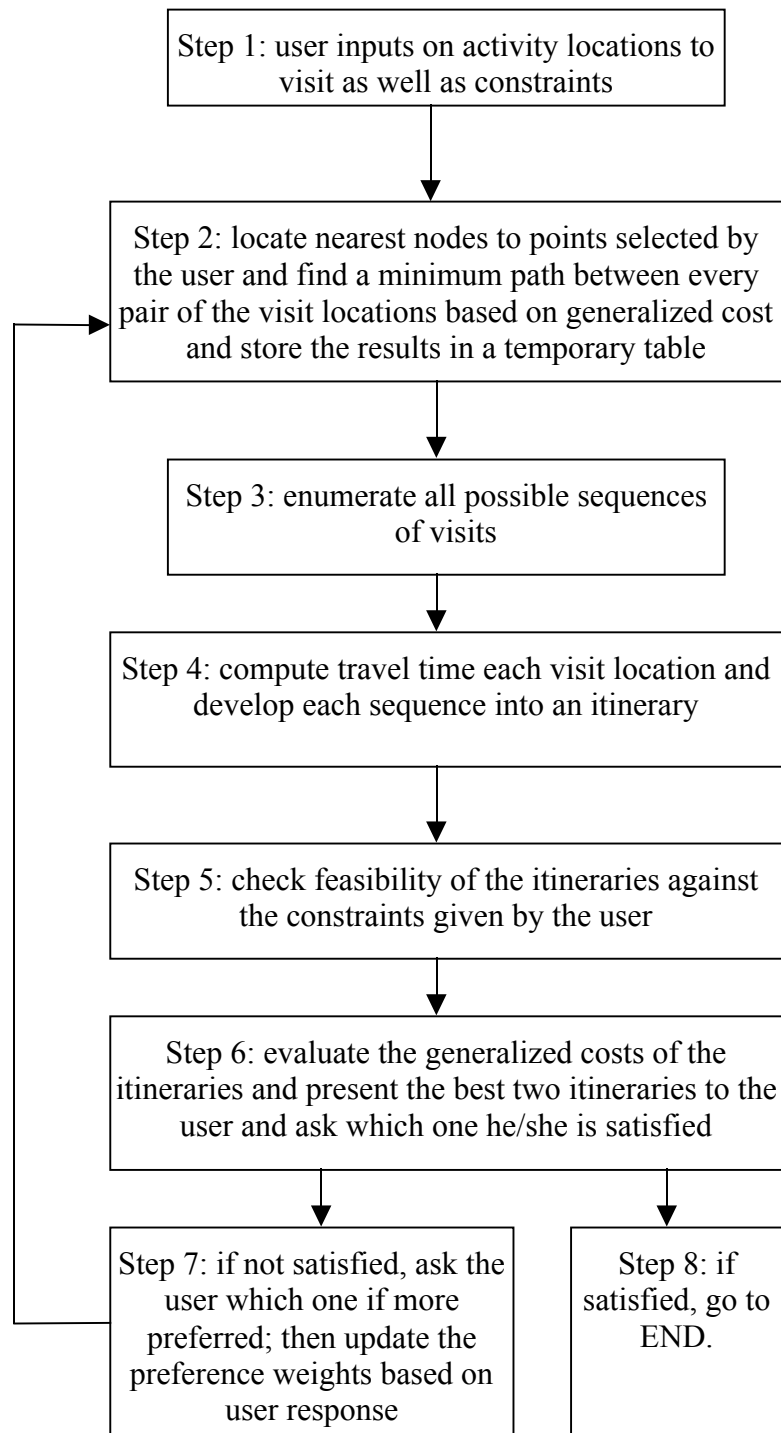 Step 1: user inputs on activity locations to
visit as well as constraints
Step 2: locate nearest nodes to points selected by
the user and find a minimum path between every
pair of the visit locations based on generalized cost
and store the results in a temporary table
Step 3: enumerate all possible sequences
of visits
Step 4: compute travel time each visit location and
develop each sequence into an itinerary
Step 5: check feasibility of the itineraries against
the constraints given by the user
Step 6: evaluate the generalized costs of the
itineraries and present the best two itineraries to the
user and ask which one he/she is satisfied
Step 7: if not satisfied, ask the
user which one if more
preferred; then update the
preference weights based on
user response
Step 8: if
satisfied, go to
END.